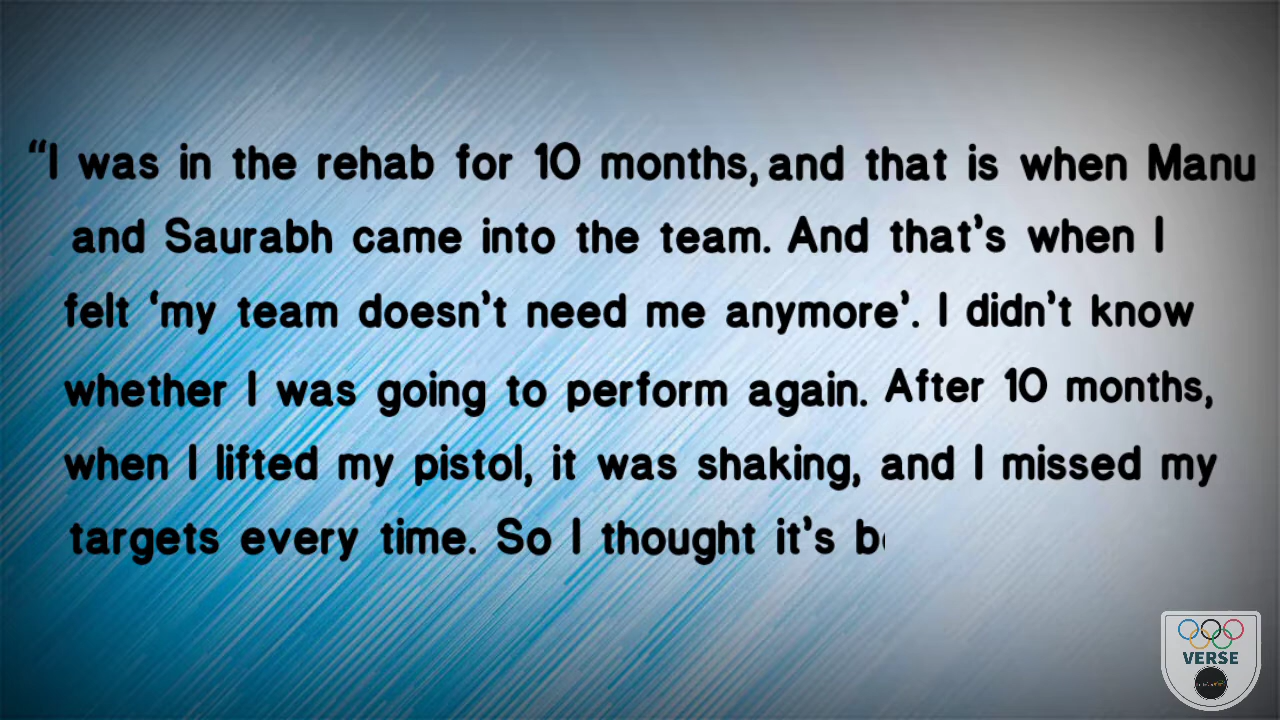 “I was in the rehab for 10 months, and that is when Manu
and Saurabh came into the team. And that’s when I
felt ‘my team doesn’t need me anymore’. I didn’t know
whether I was going to perform again. After 10 months,
when I lifted my pistol, it was shaking, and I missed my
targets every time. So I thought it’s
VERSE